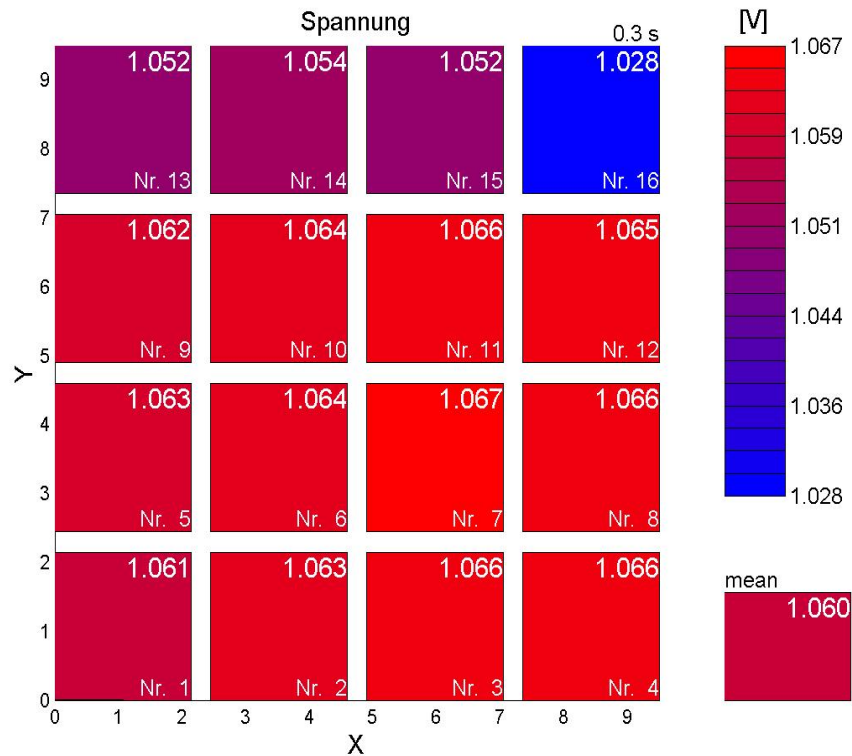 Spannung
0.3 s
[V]
9
8
7
6
5
4
3
2
1
0
Y
1.052
Nr. 13
1.054
Nr. 14
1.052
Nr. 15
1.028
Nr. 16
1.062
Nr. 9
1.064
Nr. 10
1.066
Nr. 11
1.065
Nr. 12
1.063
Nr. 5
1.064
Nr. 6
1.067
Nr. 7
1.066
Nr. 8
1.061
Nr. 1
1.063
Nr. 2
1.066
Nr. 3
1.066
Nr. 4
0 1 2 3 4 5 6 7 8 9
X
1.067
1.059
1.051
1.044
1.036
1.028
mean
1.060